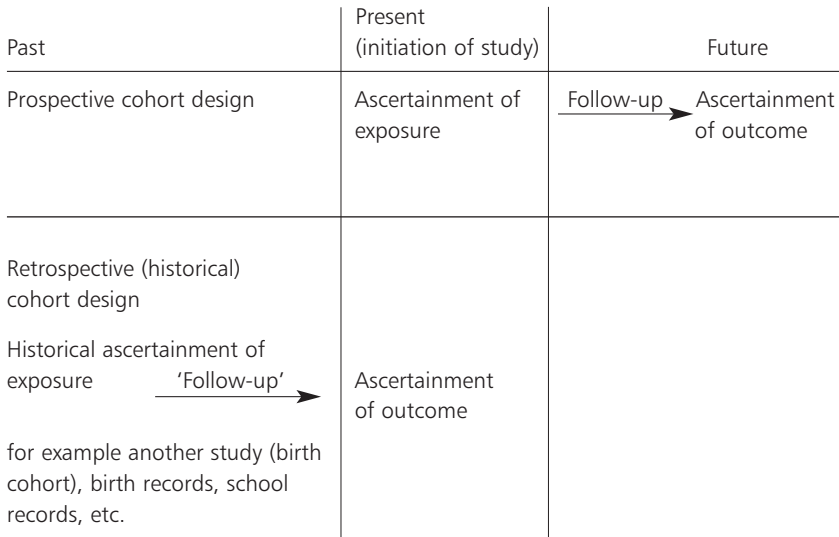 Past
Present
(initiation of study)
Future
Prospective cohort design
Ascertainment of
exposure
Follow-up
Ascertainment
of outcome
Retrospective (historical)
cohort design
Historical ascertainment of
exposure
'Follow-up'
Ascertainment
of outcome
for example another study (birth
cohort), birth records, school
records, etc.